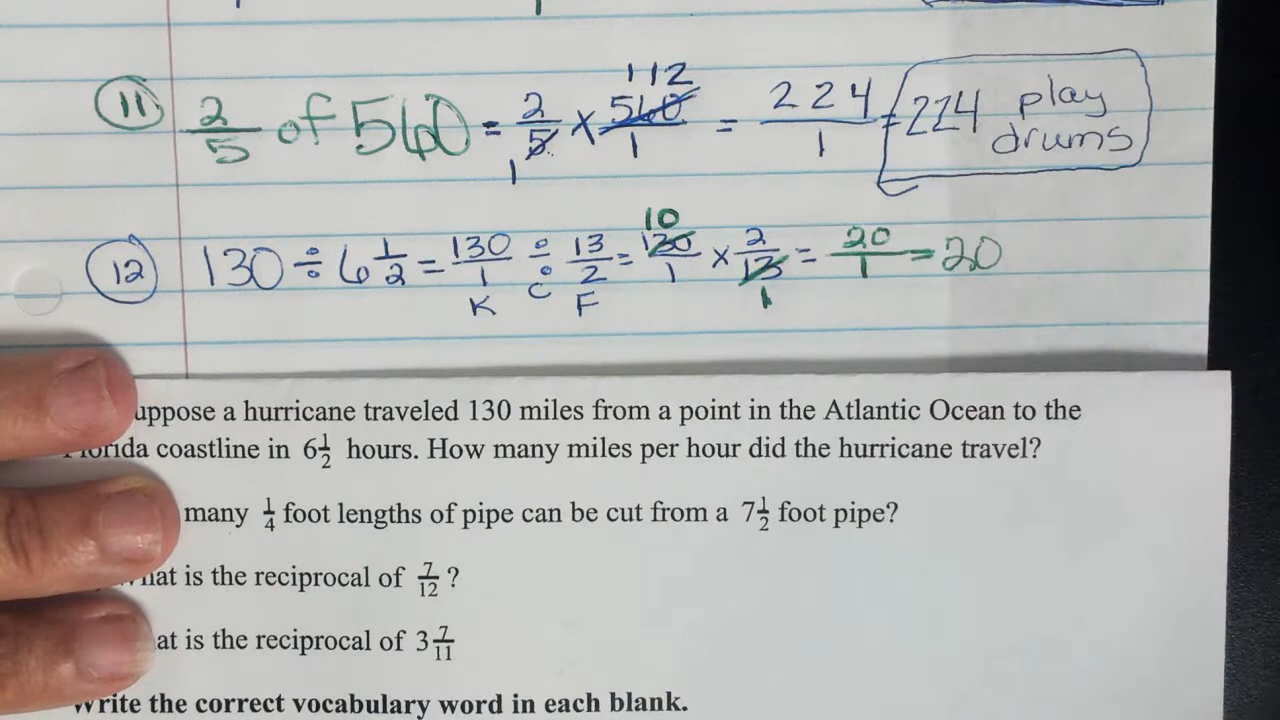 11 2/5 of 560 = 2/5 x 560/1 112 1 = 224/1 = 224 play drums
12 130 ÷ 6 1/2 = 130/1 ÷ 13/2 = 130/1 10 x 2/13 1 = 20/1 = 20
K C F
uppose a hurricane traveled 130 miles from a point in the Atlantic Ocean to the
lorida coastline in 6 1/2 hours. How many miles per hour did the hurricane travel?
many 1/4 foot lengths of pipe can be cut from a 7 1/2 foot pipe?
hat is the reciprocal of 7/12 ?
at is the reciprocal of 3 7/11
Write the correct vocabulary word in each blank.